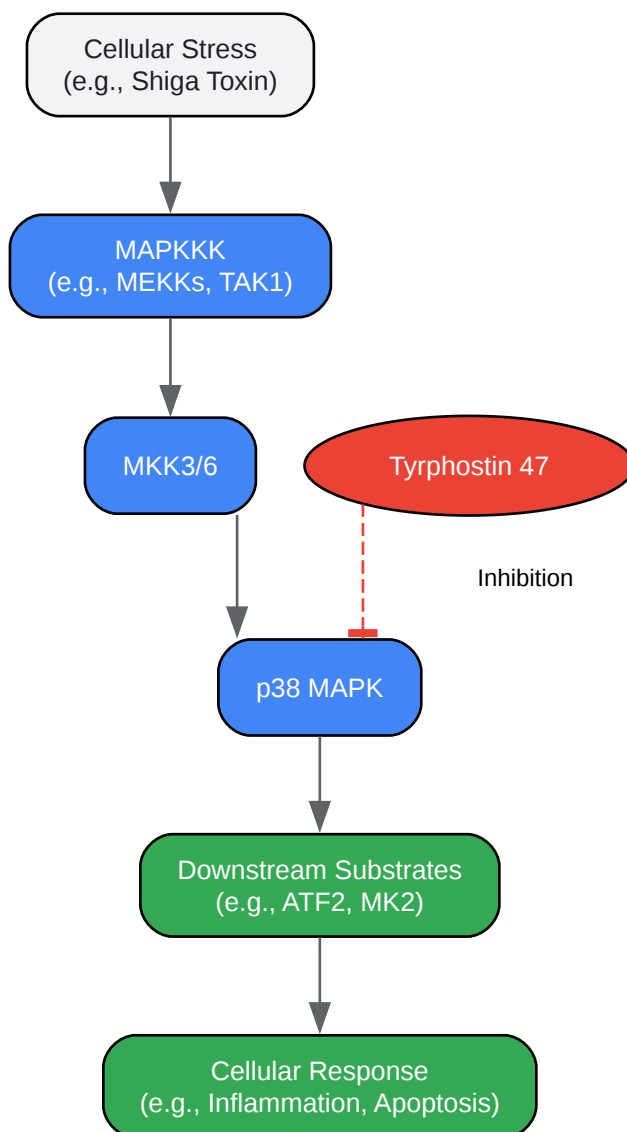 Cellular Stress
(e.g., Shiga Toxin)
MAPKKK
(e.g., MEKKs, TAK1)
MKK3/6
Tyrphostin 47
Inhibition
p38 MAPK
Downstream Substrates
(e.g., ATF2, MK2)
Cellular Response
(e.g., Inflammation, Apoptosis)